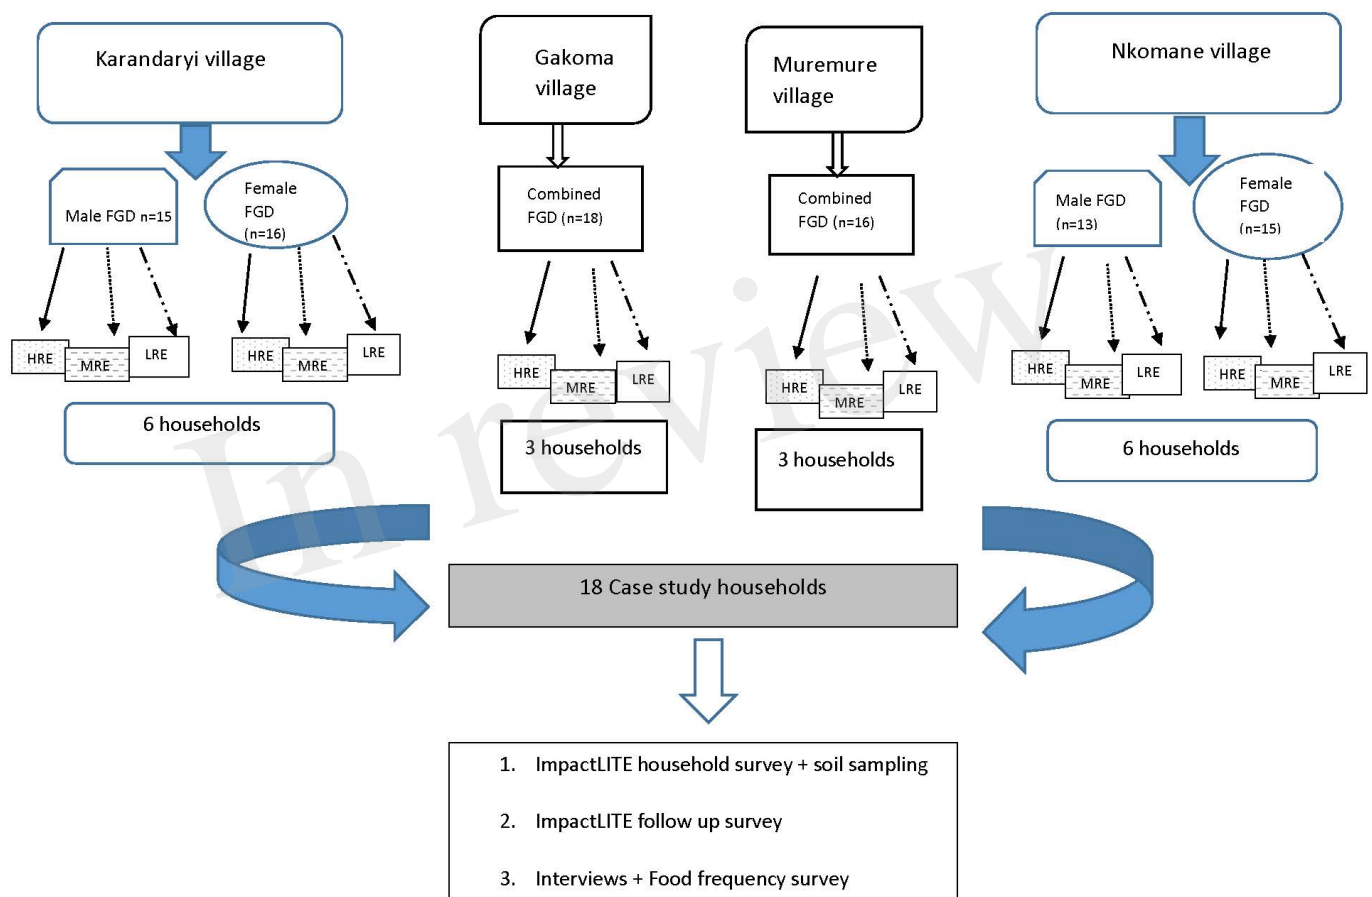 Karandaryi village
Gakoma
village
Muremure
village
Nkomane village
Male FGD n=15
Female
FGD
(n=16)
Combined
FGD (n=18)
Combined
FGD (n=16)
Male FGD
(n=13)
Female
FGD
(n=15)
HRE
MRE
LRE
HRE
MRE
LRE
HRE
MRE
LRE
HRE
MRE
LRE
HRE
MRE
LRE
HRE
MRE
LRE
6 households
3 households
3 households
6 households
In review
18 Case study households
1. ImpactLITE household survey + soil sampling
2. ImpactLITE follow up survey
3. Interviews + Food frequency survey